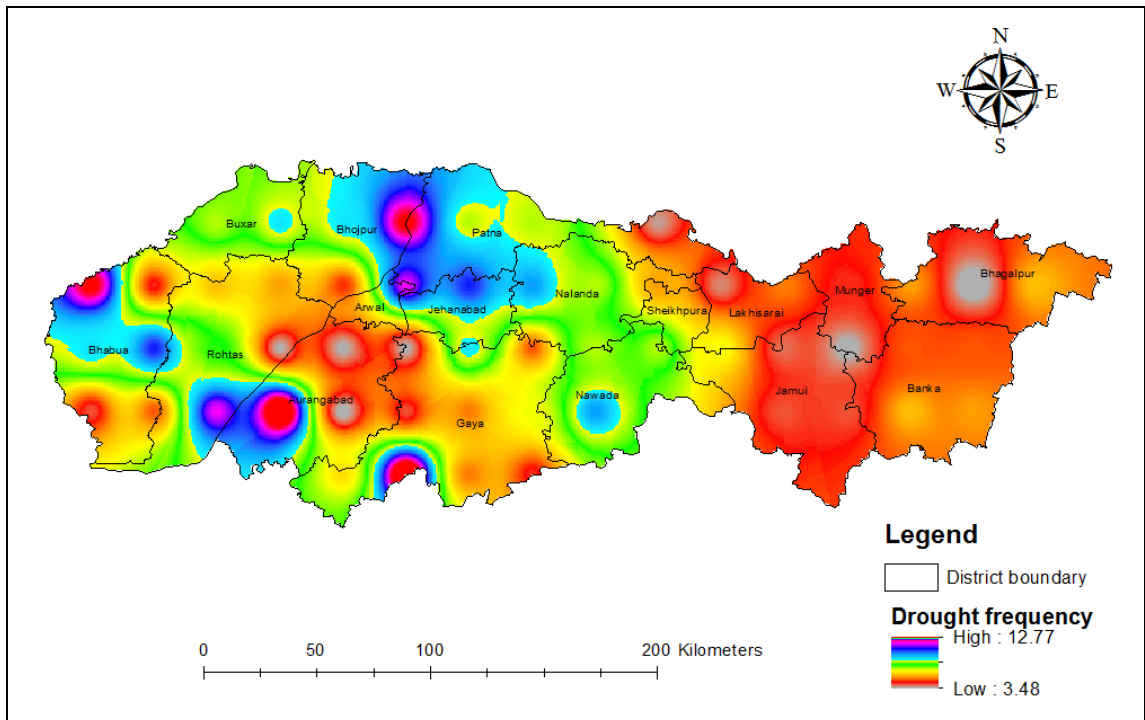 N
W E
S
Buxar
Bhojpur
Patna
Bhagalpur
Munger
Nalanda
Arwal
Jehanabad
Sheikhpura
Lakhisarai
Bhabua
Rohtas
Jamui
Banka
Nawada
Aurangabad
Gaya
Legend
District boundary
Drought frequency
High : 12.77
Low : 3.48
0 50 100 200 Kilometers